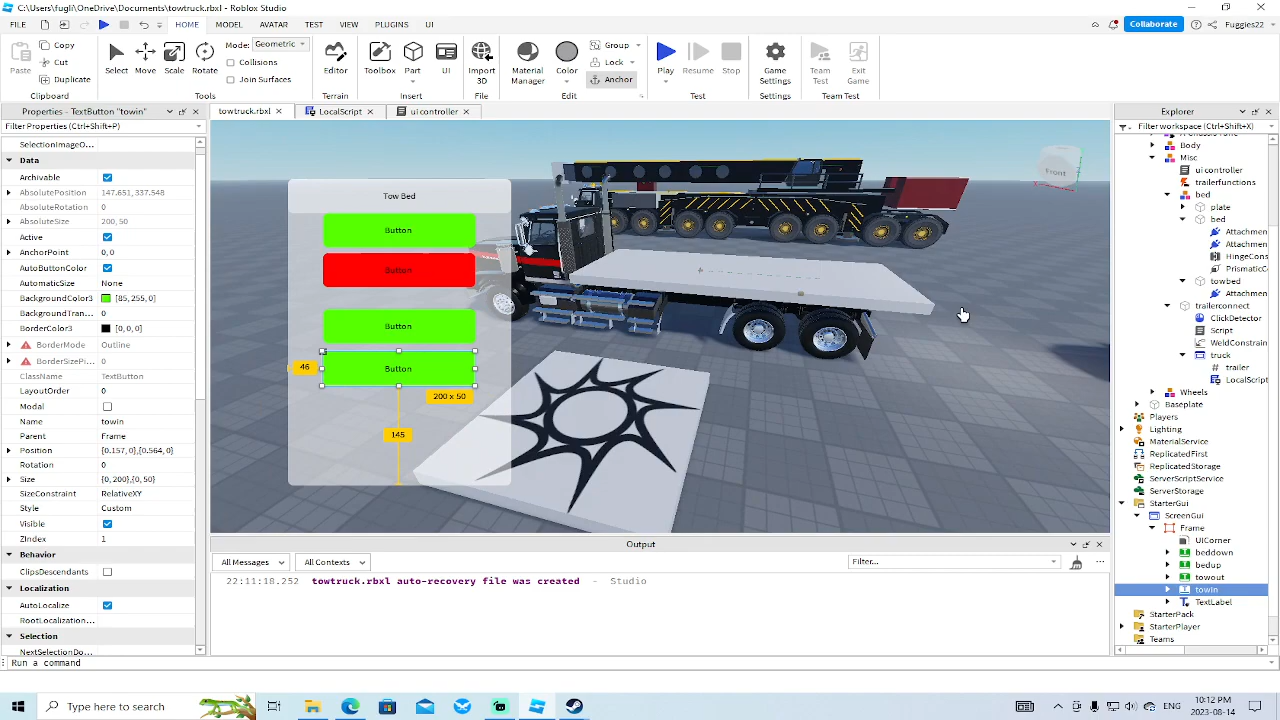 C:\Users\fugl\OneDrive\Documents\towtruck.rbxl - Roblox Studio
FILE HOME MODEL AVATAR TEST VIEW PLUGINS UI Collaborate Fuggles22
Paste Copy Cut Duplicate Select Move Scale Rotate Mode: Geometric Collisions Join Surfaces Editor Toolbox Part UI Import 3D Material Manager Color Group Lock Anchor Play Resume Stop Game Settings Team Test Exit Game
Clipboard Tools Terrain Insert File Edit Test Settings Team Test
Properties - TextButton "towin"
towtruck.rbxl LocalScript ui controller
Explorer
Filter Properties (Ctrl+Shift+P)
Filter workspace (Ctrl+Shift+X)
SelectionImageO...
Data
Archivable
AbsolutePosition 147.651,337.548
AbsoluteRotation 0
AbsoluteSize 200, 50
Active
AnchorPoint 0, 0
AutoButtonColor
AutomaticSize None
BackgroundColor3 [85, 255, 0]
BackgroundTran... 0
BorderColor3 [0, 0, 0]
BorderMode Outline
BorderSizePi... 0
ClassName TextButton
LayoutOrder 0
Modal
Name towin
Parent Frame
Position {0.157, 0},{0.564, 0}
Rotation 0
Size {0, 200},{0, 50}
SizeConstraint RelativeXY
Style Custom
Visible
ZIndex 1
Behavior
ClipsDescendants
Localization
AutoLocalize
RootLocalization...
Selection
NextSelectionDo...
Tow Bed
Button
Button
Button
46
Button
200 x 50
145
Front
Body
Misc
ui controller
trailerfunctions
bed
plate
bed
Attachmen
Attachmen
HingeCons
PrismaticC
towbed
Attachmen
trailerconnect
ClickDetector
Script
WeldConstrain
truck
trailer
LocalScript
Wheels
Baseplate
Players
Lighting
MaterialService
ReplicatedFirst
ReplicatedStorage
ServerScriptService
ServerStorage
StarterGui
ScreenGui
Frame
UICorner
beddown
bedup
towout
towin
TextLabel
StarterPack
StarterPlayer
Teams
Output
All Messages All Contexts Filter...
22:11:18.252 towtruck.rbxl auto-recovery file was created - Studio
Run a command
Type here to search
ENG 10:12 PM 2023-08-14